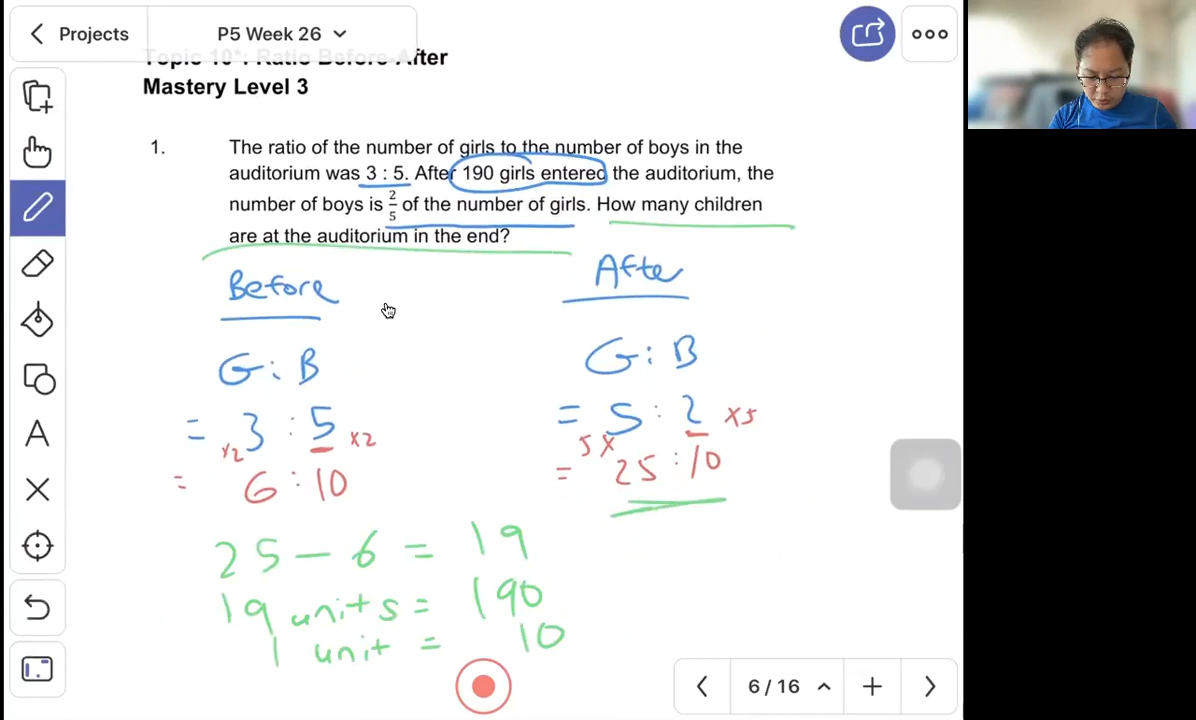 Projects
P5 Week 26
Topic 10*: Ratio Before-After
Mastery Level 3
1. The ratio of the number of girls to the number of boys in the
auditorium was 3 : 5. After 190 girls entered the auditorium, the
number of boys is 2/5 of the number of girls. How many children
are at the auditorium in the end?
Before
G : B
= 3 : 5
x2 x2
= 6 : 10
After
G : B
= 5 : 2 x5
5x
= 25 : 10
25 - 6 = 19
19 units = 190
1 unit = 10
A
6 / 16